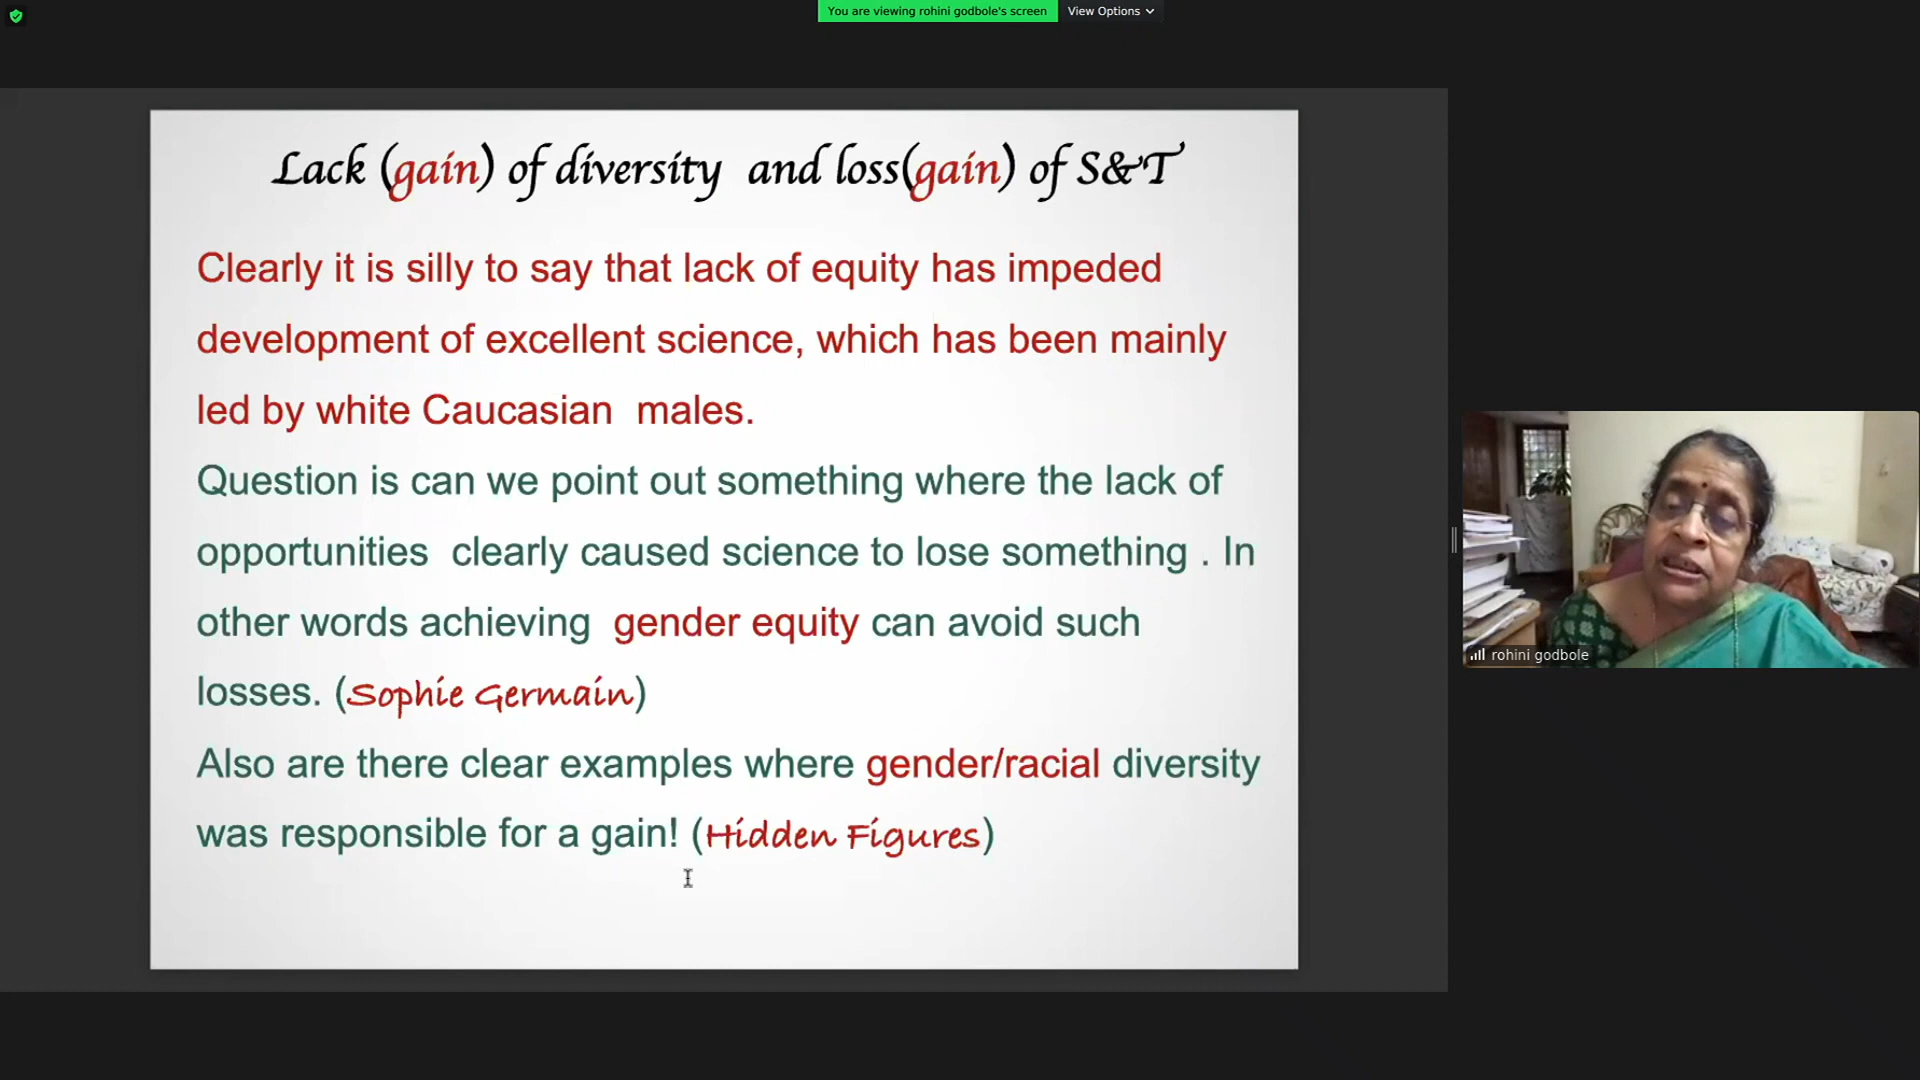 You are viewing rohini godbole's screen View Options
Lack (gain) of diversity and loss(gain) of S&T
Clearly it is silly to say that lack of equity has impeded
development of excellent science, which has been mainly
led by white Caucasian males.
Question is can we point out something where the lack of
opportunities clearly caused science to lose something . In
other words achieving gender equity can avoid such
losses. (Sophie Germain)
Also are there clear examples where gender/racial diversity
was responsible for a gain! (Hidden Figures)
rohini godbole